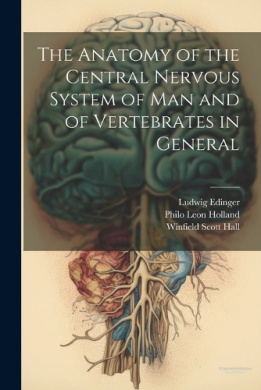 The Anatomy of the
Central Nervous
System of Man and
of Vertebrates in
General
Ludwig Edinger
Philo Leon Holland
Winfield Scott Hall